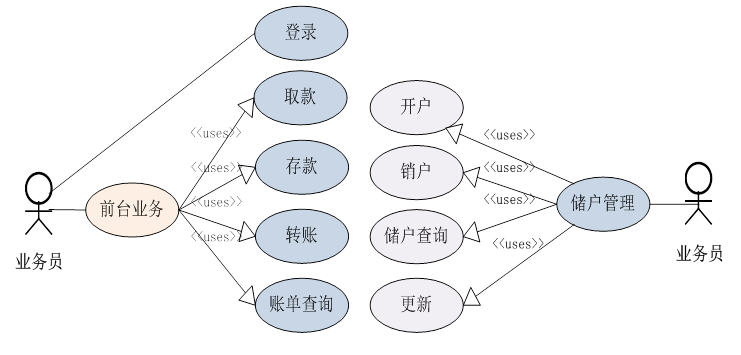 登录
取款
<<uses>>
存款
<<uses>>
前台业务
<<uses>>
转账
<<uses>>
账单查询
业务员
开户
<<uses>>
销户
<<uses>>
储户管理
<<uses>>
储户查询
<<uses>>
更新
业务员